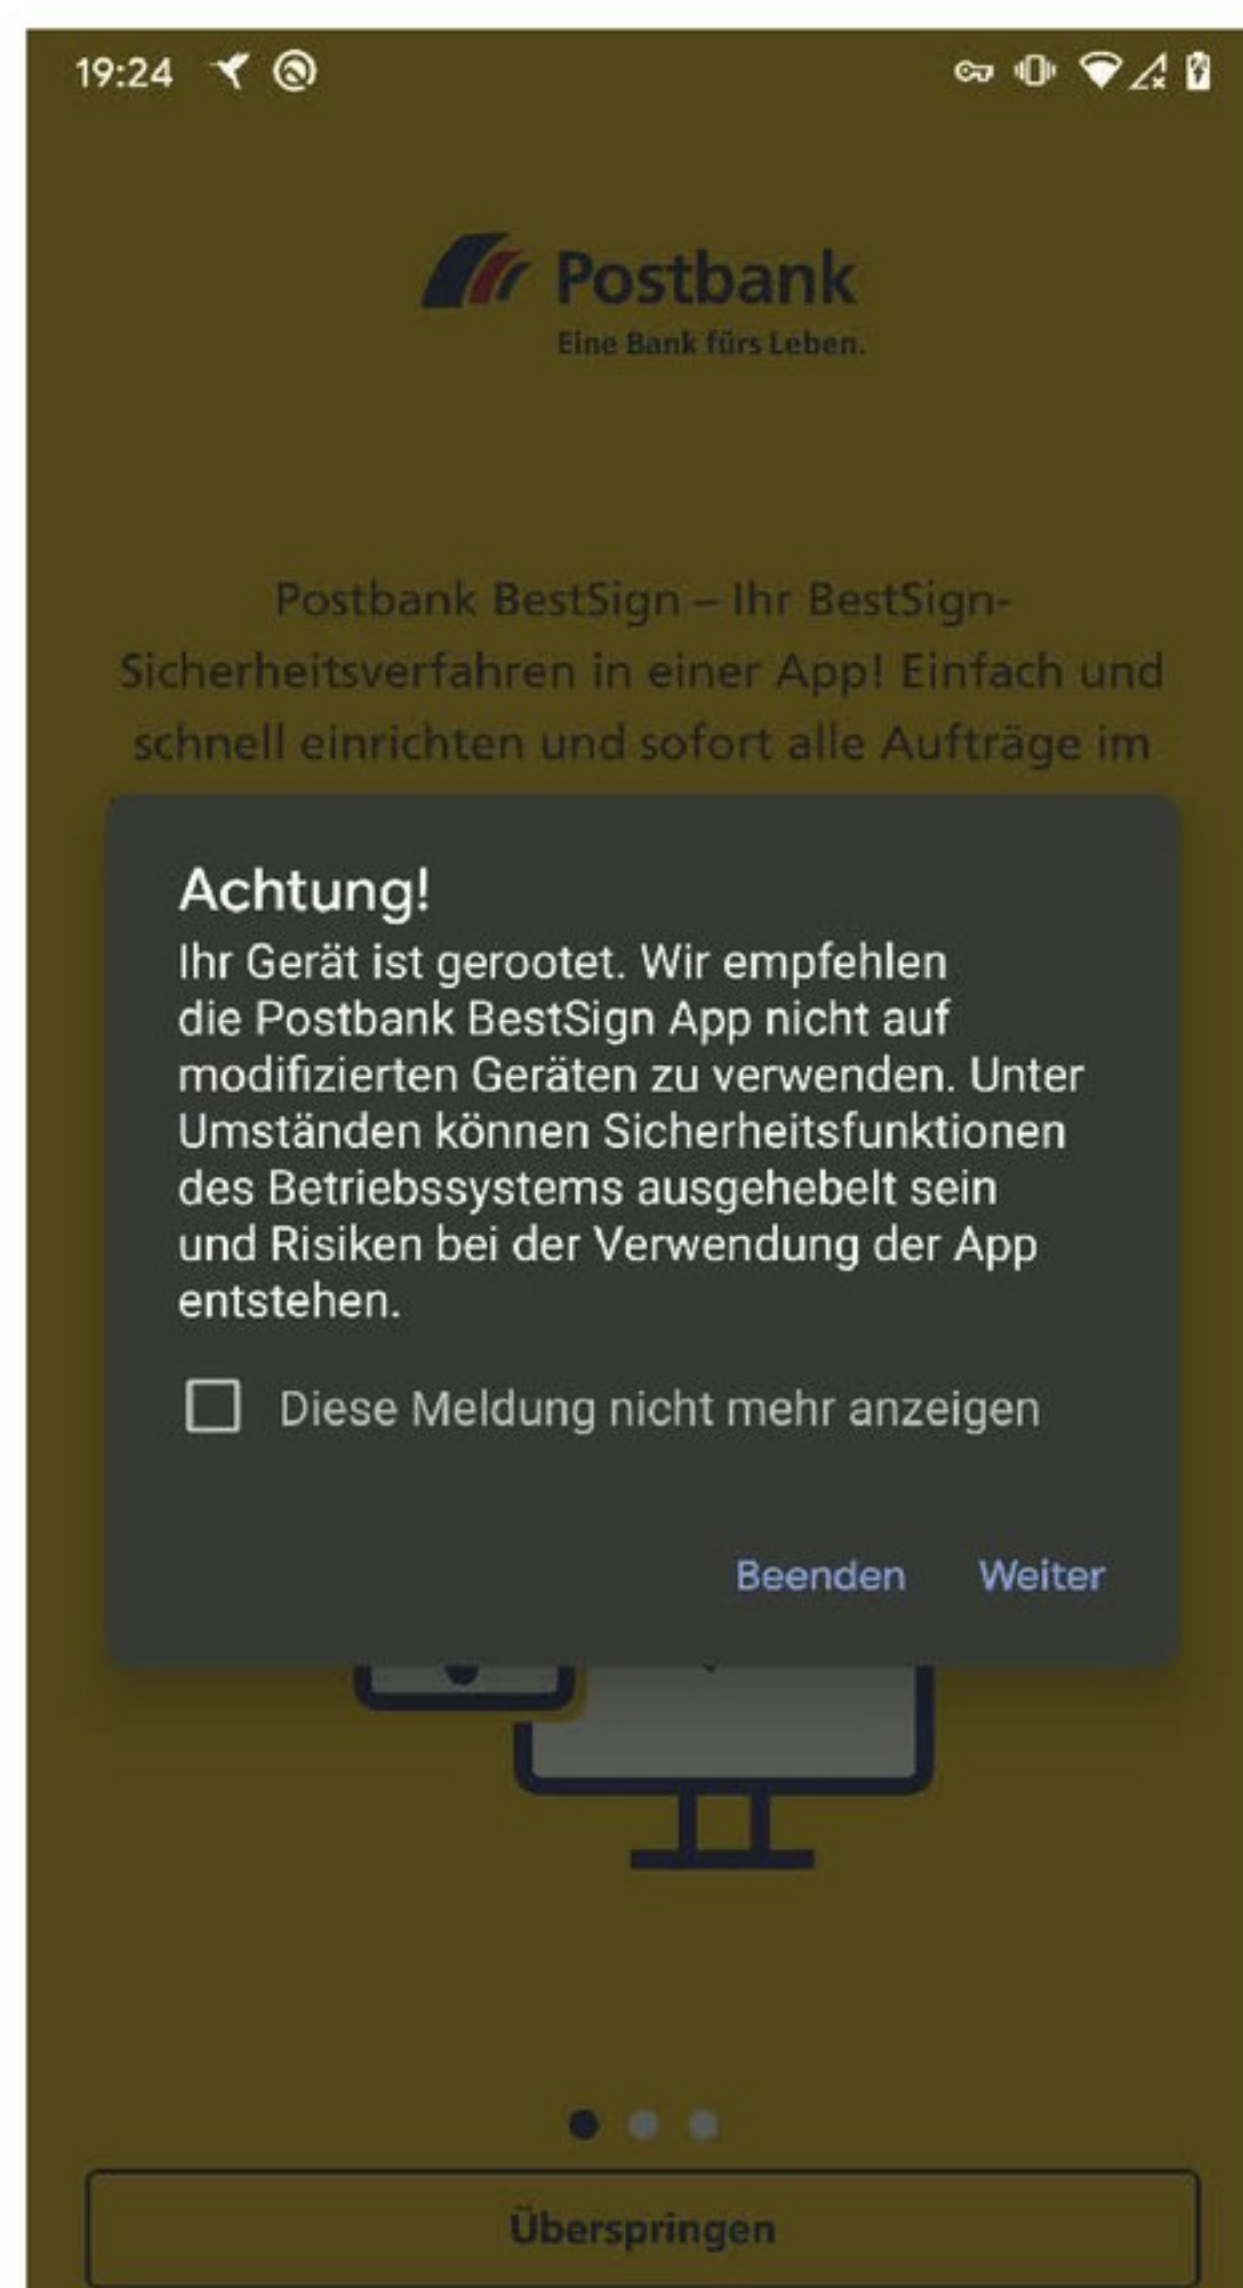 19:24
Postbank
Eine Bank fürs Leben.
Postbank BestSign – Ihr BestSign-
Sicherheitsverfahren in einer App! Einfach und
schnell einrichten und sofort alle Aufträge im
Achtung!
Ihr Gerät ist gerootet. Wir empfehlen
die Postbank BestSign App nicht auf
modifizierten Geräten zu verwenden. Unter
Umständen können Sicherheitsfunktionen
des Betriebssystems ausgehebelt sein
und Risiken bei der Verwendung der App
entstehen.
Diese Meldung nicht mehr anzeigen
Beenden Weiter
Überspringen